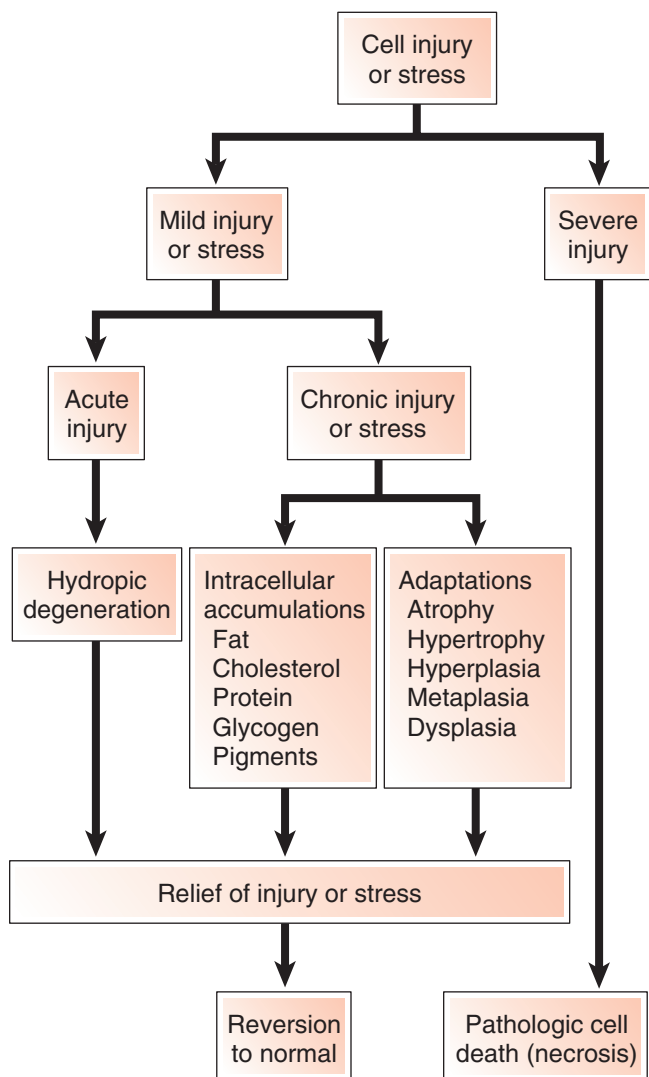 Cell injury
or stress
Mild injury
or stress
Severe
injury
Acute
injury
Chronic injury
or stress
Hydropic
degeneration
Intracellular
accumulations
Fat
Cholesterol
Protein
Glycogen
Pigments
Adaptations
Atrophy
Hypertrophy
Hyperplasia
Metaplasia
Dysplasia
Relief of injury or stress
Reversion
to normal
Pathologic cell
death (necrosis)